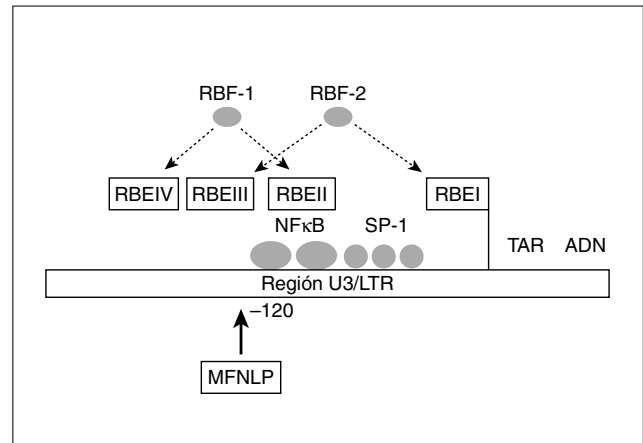 RBF-1 RBF-2
RBEIV RBEIII RBEII RBEI
NFκB SP-1 TAR ADN
Región U3/LTR
–120
MFNLP